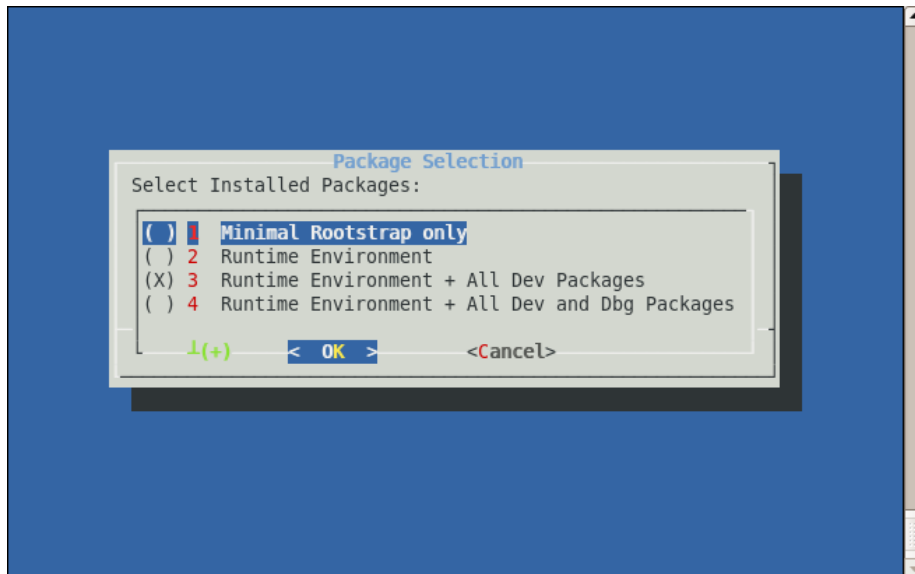 Package Selection
Select Installed Packages:
( ) 1 Minimal Rootstrap only
( ) 2 Runtime Environment
(X) 3 Runtime Environment + All Dev Packages
( ) 4 Runtime Environment + All Dev and Dbg Packages
┴(+) < OK > <Cancel>